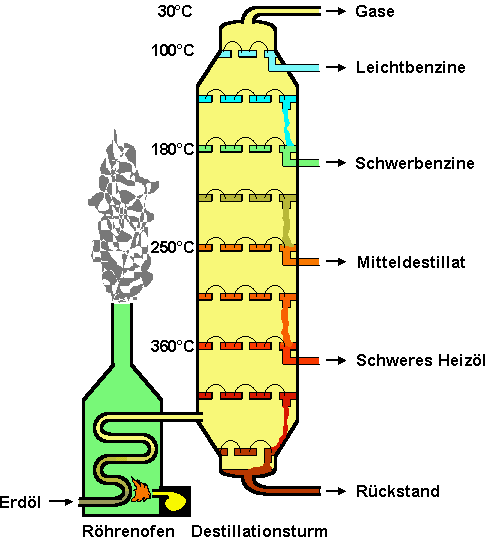 30°C
Gase
100°C
Leichtbenzine
180°C
Schwerbenzine
250°C
Mitteldestillat
360°C
Schweres Heizöl
Rückstand
Erdöl
Röhrenofen
Destillationsturm